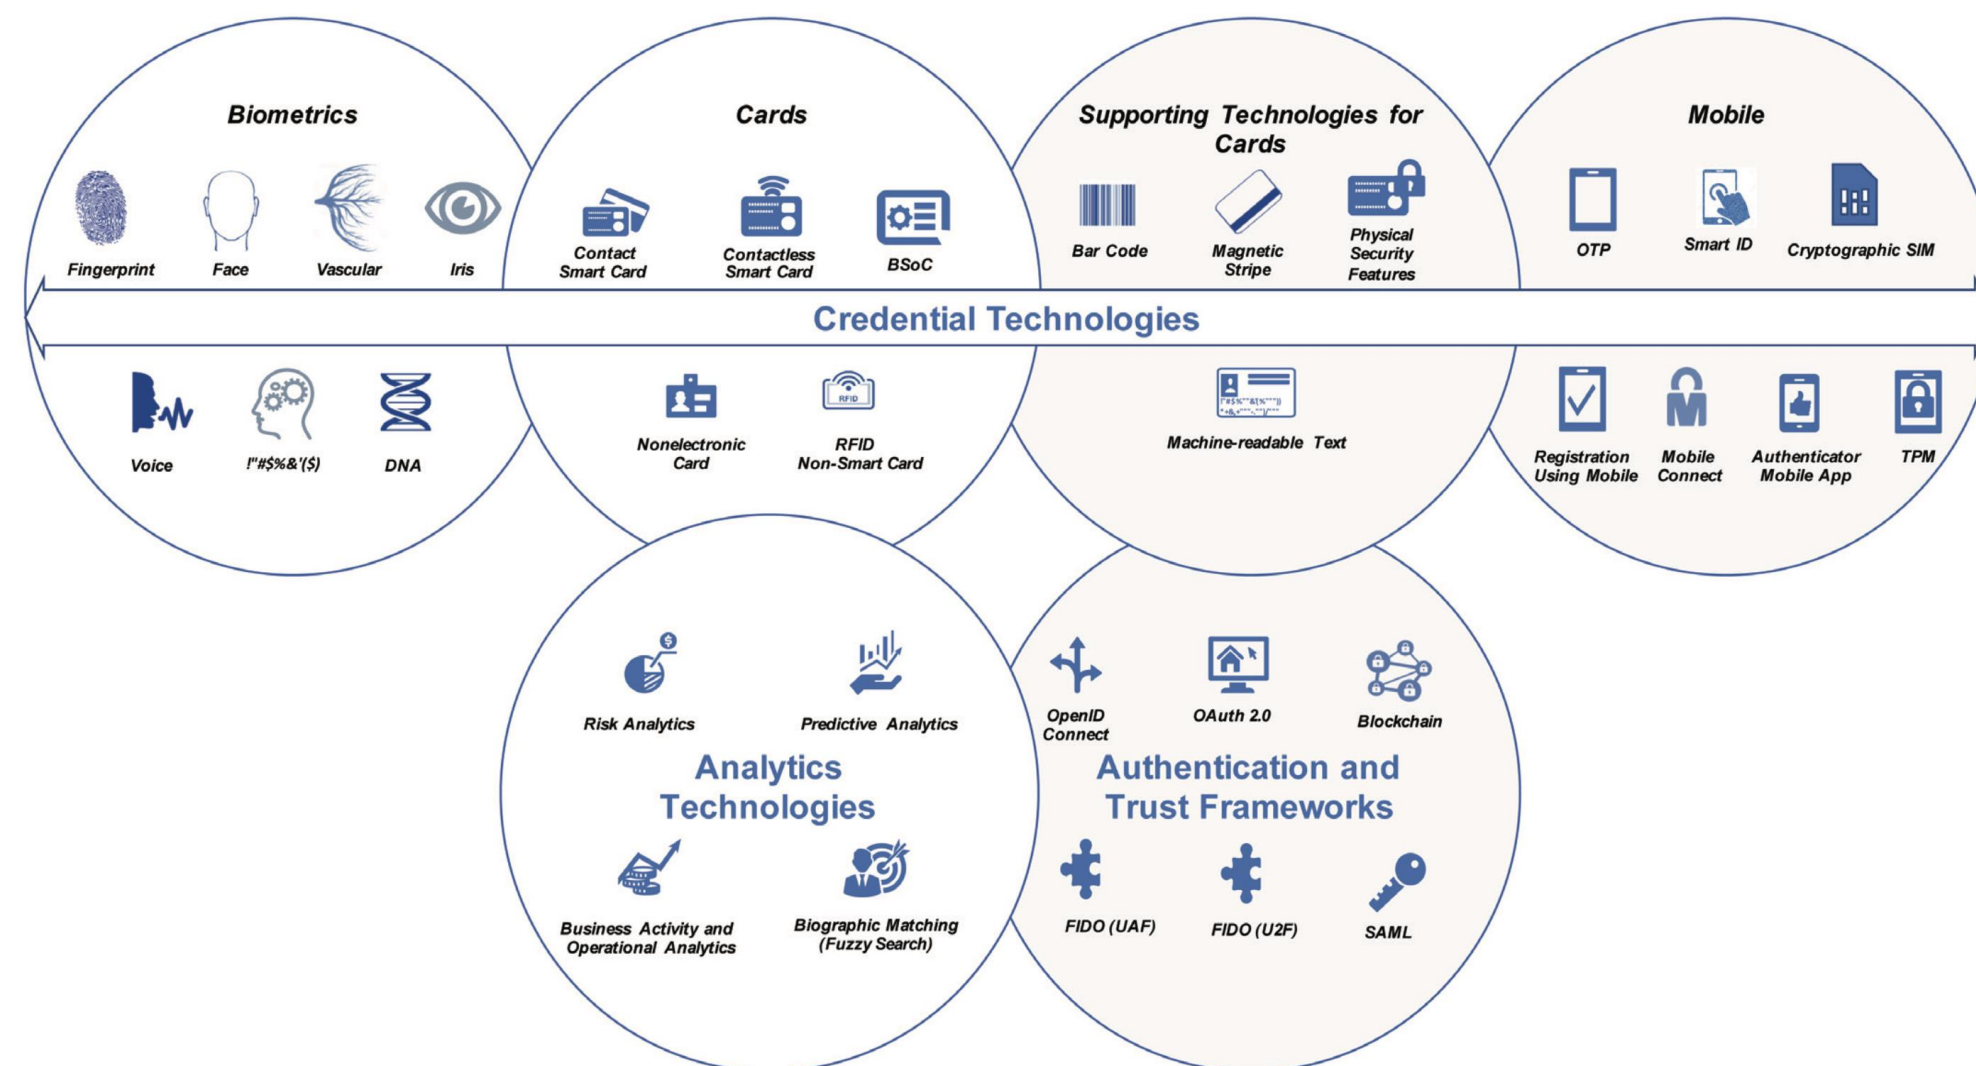 Biometrics
Fingerprint
Face
Vascular
Iris
Cards
Contact
Smart Card
Contactless
Smart Card
BSoC
Supporting Technologies for
Cards
Bar Code
Magnetic
Stripe
Physical
Security
Features
Mobile
OTP
Smart ID
Cryptographic SIM
Credential Technologies
Voice
!"#$%&'($)
DNA
Nonelectronic
Card
RFID
RFID
Non-Smart Card
Machine-readable Text
Registration
Using Mobile
Mobile
Connect
Authenticator
Mobile App
TPM
Risk Analytics
Predictive Analytics
Analytics
Technologies
Business Activity and
Operational Analytics
Biographic Matching
(Fuzzy Search)
OpenID
Connect
OAuth 2.0
Blockchain
Authentication and
Trust Frameworks
FIDO (UAF)
FIDO (U2F)
SAML